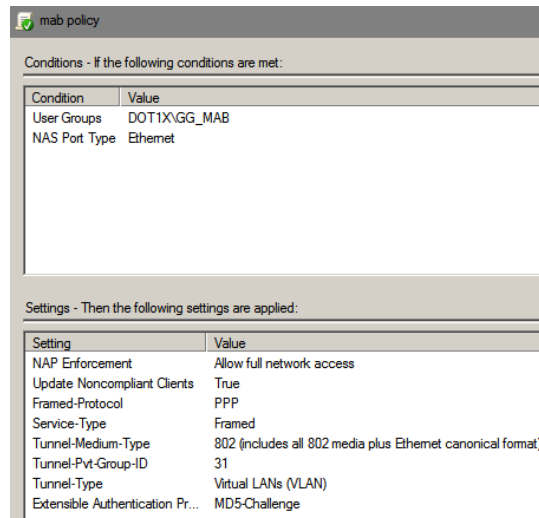 mab policy
Conditions - If the following conditions are met:
Condition Value
User Groups DOT1X\GG_MAB
NAS Port Type Ethernet
Settings - Then the following settings are applied:
Setting Value
NAP Enforcement Allow full network access
Update Noncompliant Clients True
Framed-Protocol PPP
Service-Type Framed
Tunnel-Medium-Type 802 (includes all 802 media plus Ethernet canonical format)
Tunnel-Pvt-Group-ID 31
Tunnel-Type Virtual LANs (VLAN)
Extensible Authentication Pr... MD5-Challenge